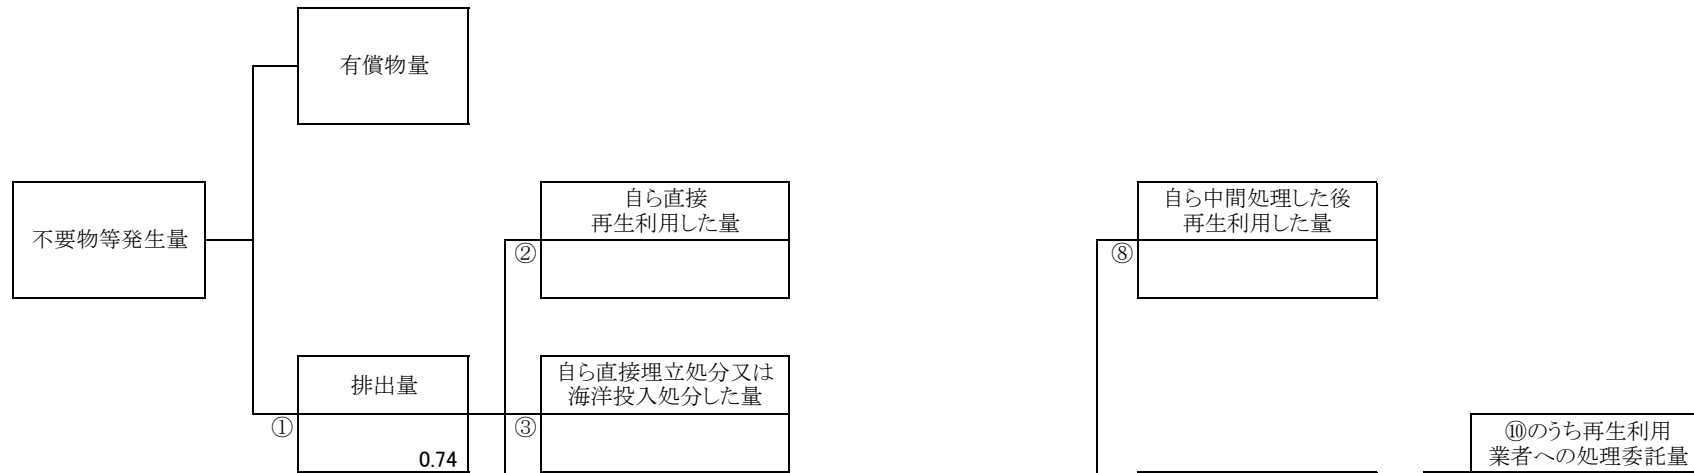 有償物量
不要物等発生量
自ら直接
再生利用した量
②
自ら中間処理した後
再生利用した量
⑧
排出量
①
0.74
自ら直接埋立処分又は
海洋投入処分した量
③
⑩のうち再生利用
業者への処理委託量